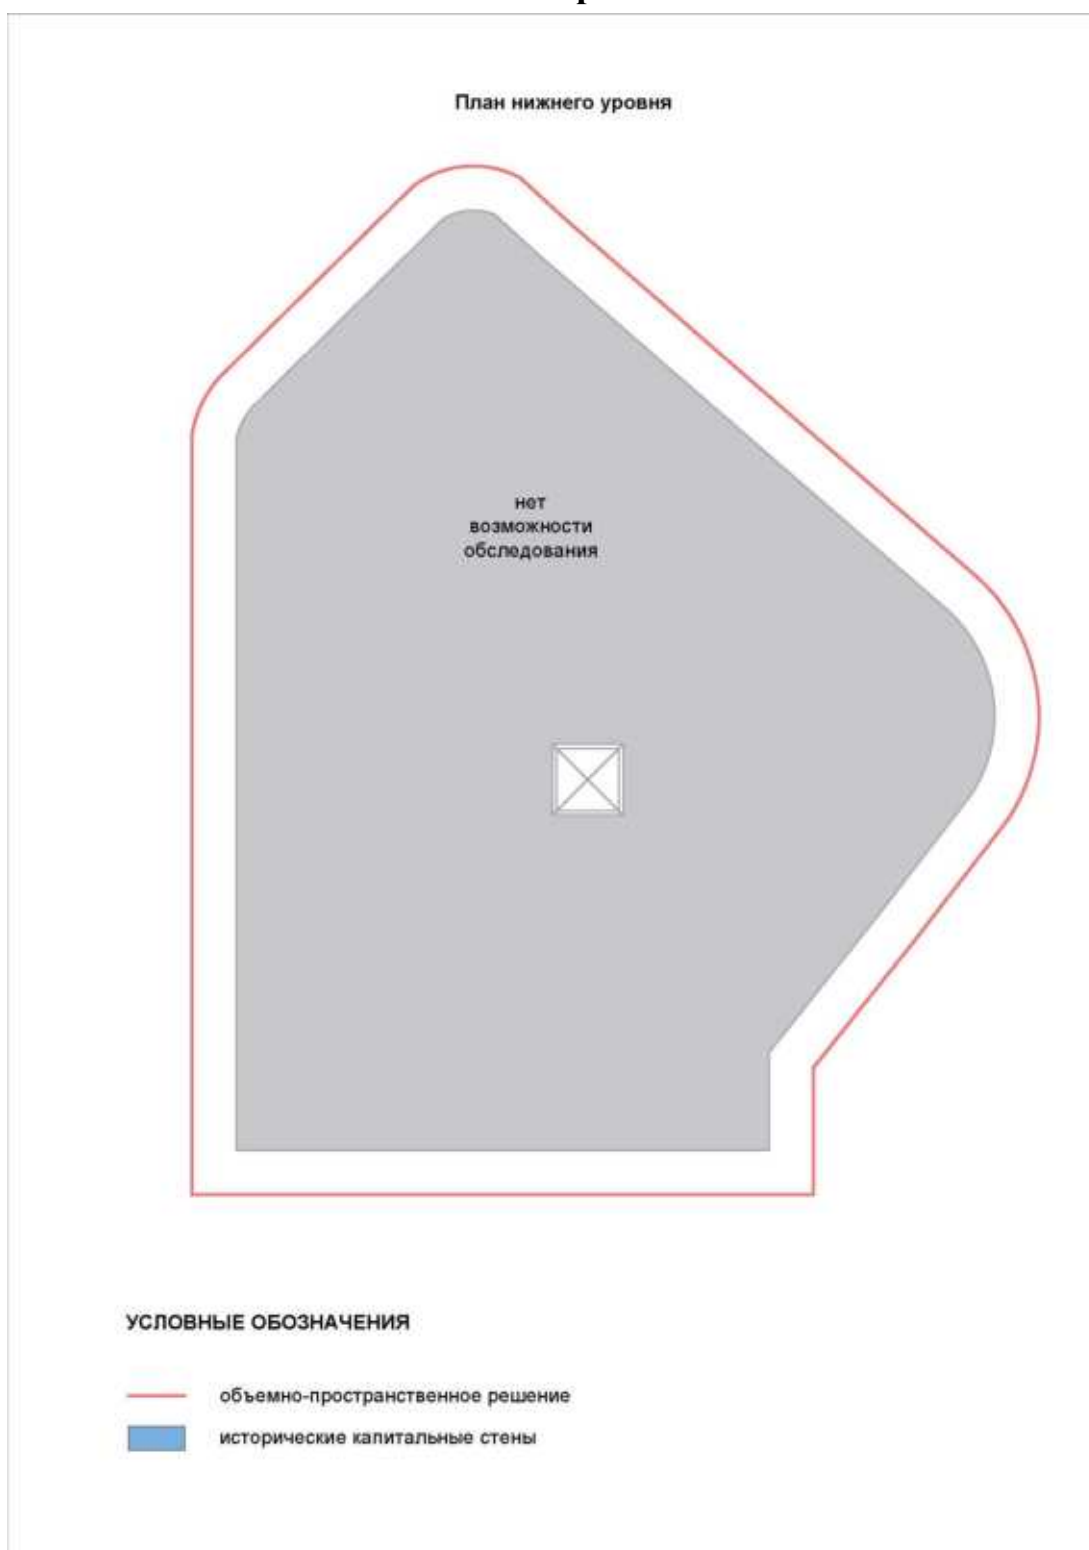 План нижнего уровня
нет
возможности
обследования
УСЛОВНЫЕ ОБОЗНАЧЕНИЯ
объемно-пространственное решение
исторические капитальные стены